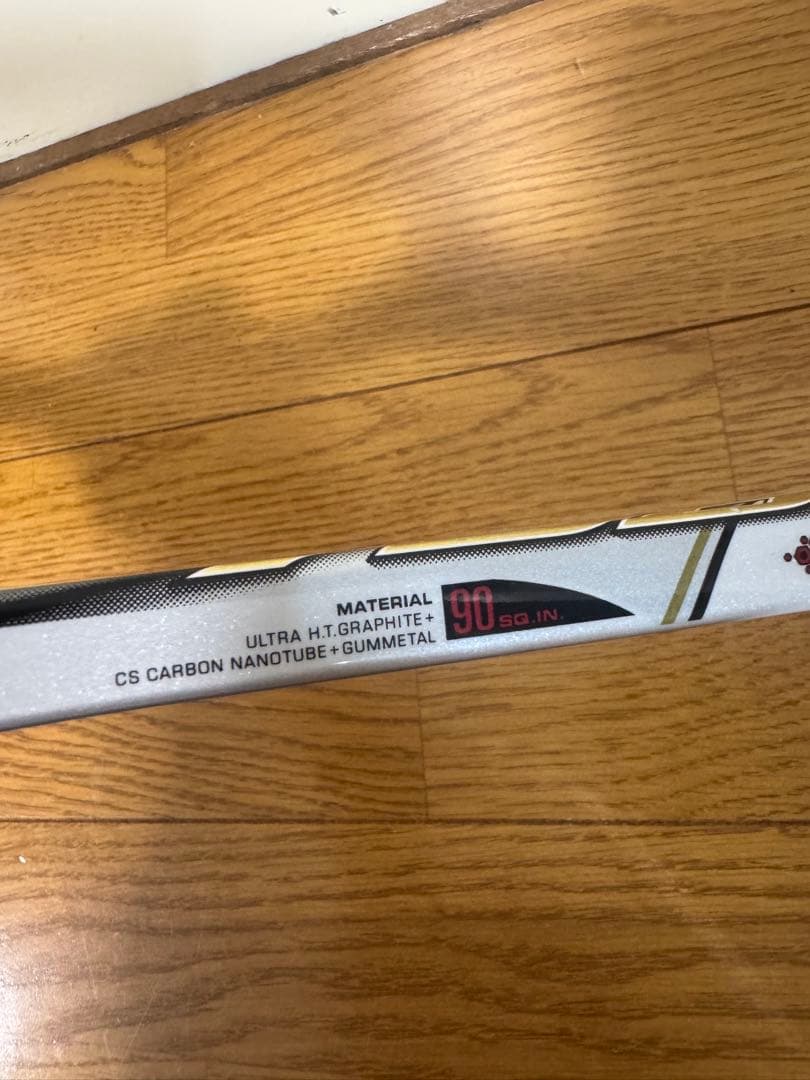 MATERIAL
ULTRA H.T.GRAPHITE+
CS CARBON NANOTUBE+GUMMETAL
90 SQ.IN.